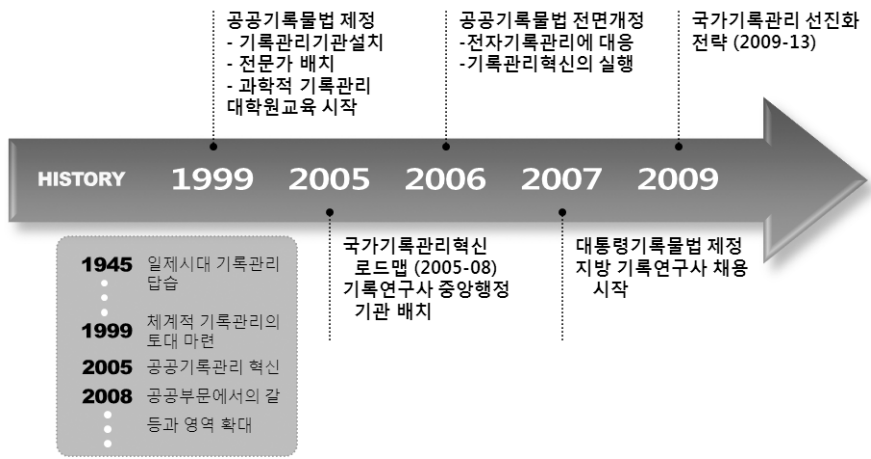 공공기록물법 제정
- 기록관리기관설치
- 전문가 배치
- 과학적 기록관리
대학원교육 시작
공공기록물법 전면개정
-전자기록관리에 대응
-기록관리혁신의 실행
국가기록관리 선진화
전략 (2009-13)
HISTORY 1999 2005 2006 2007 2009
국가기록관리혁신
로드맵 (2005-08)
기록연구사 중앙행정
기관 배치
대통령기록물법 제정
지방 기록연구사 채용
시작
1945 일제시대 기록관리
답습
1999 체계적 기록관리의
토대 마련
2005 공공기록관리 혁신
2008 공공부문에서의 갈
등과 영역 확대